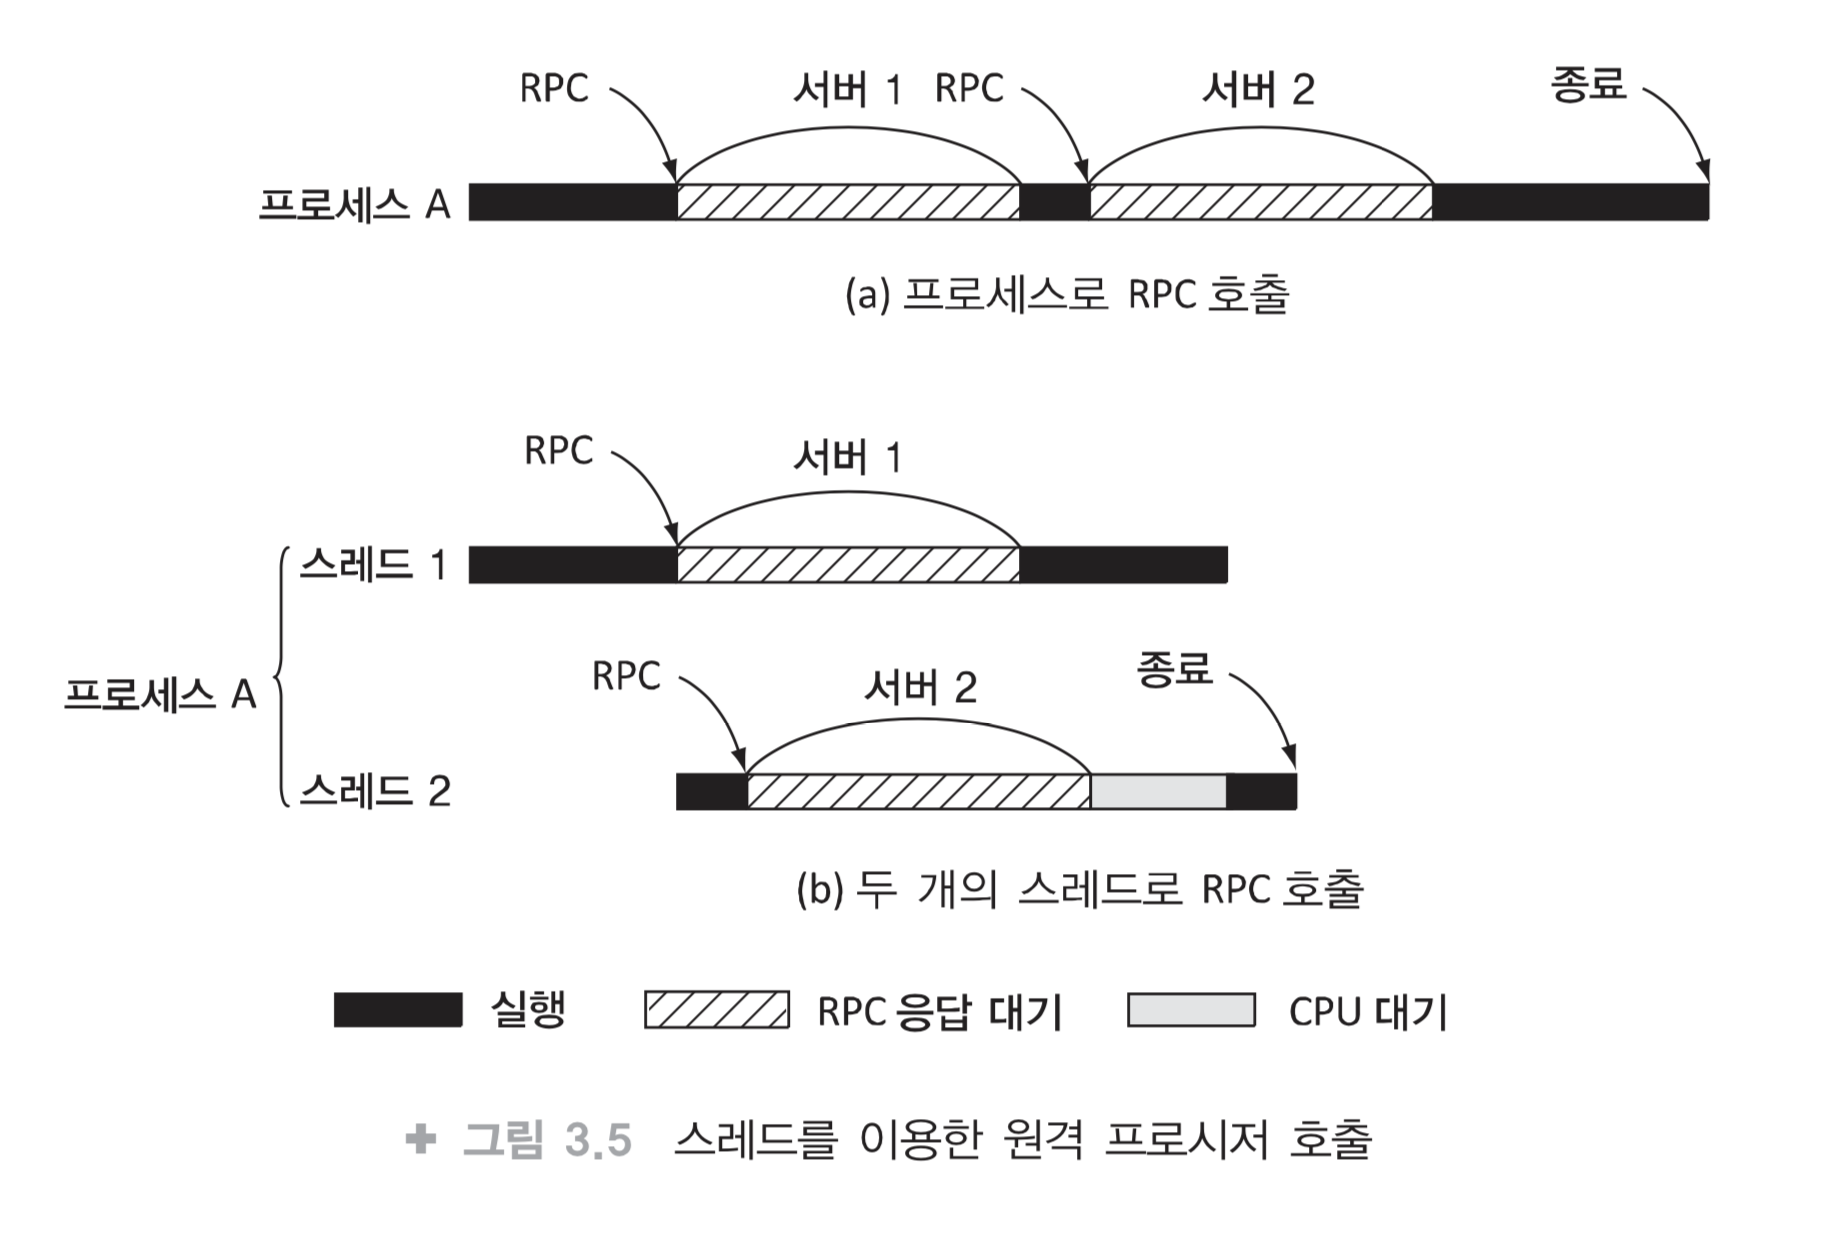 RPC 서버 1 RPC 서버 2 종료
프로세스 A
(a) 프로세스로 RPC 호출
RPC 서버 1
스레드 1
RPC 서버 2 종료
프로세스 A
스레드 2
(b) 두 개의 스레드로 RPC 호출
실행 RPC 응답 대기 CPU 대기
+ 그림 3.5 스레드를 이용한 원격 프로시저 호출